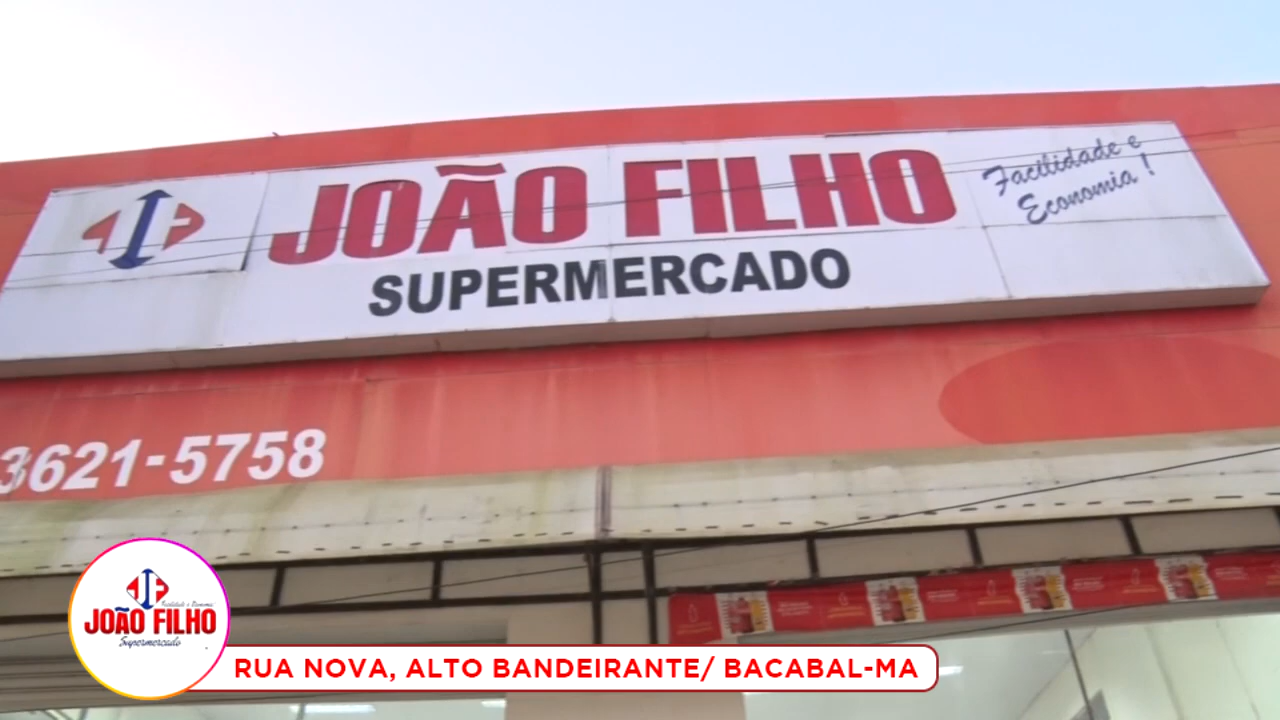 JOÃO FILHO
SUPERMERCADO
Facilidade e
Economia !
3621-5758
JOÃO FILHO
Supermercado
RUA NOVA, ALTO BANDEIRANTE/ BACABAL-MA